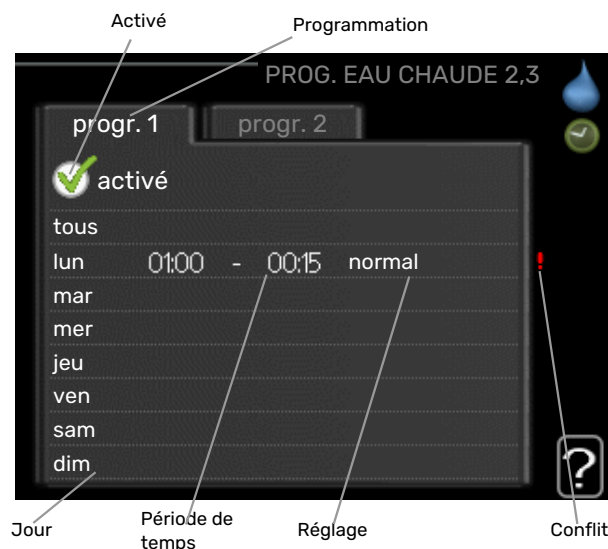 Activé
Programmation
PROG. EAU CHAUDE 2,3
progr. 1
progr. 2
activé
tous
lun 01:00 - 00:15 normal !
mar
mer
jeu
ven
sam
dim
?
Jour
Période de
temps
Réglage
Conflit